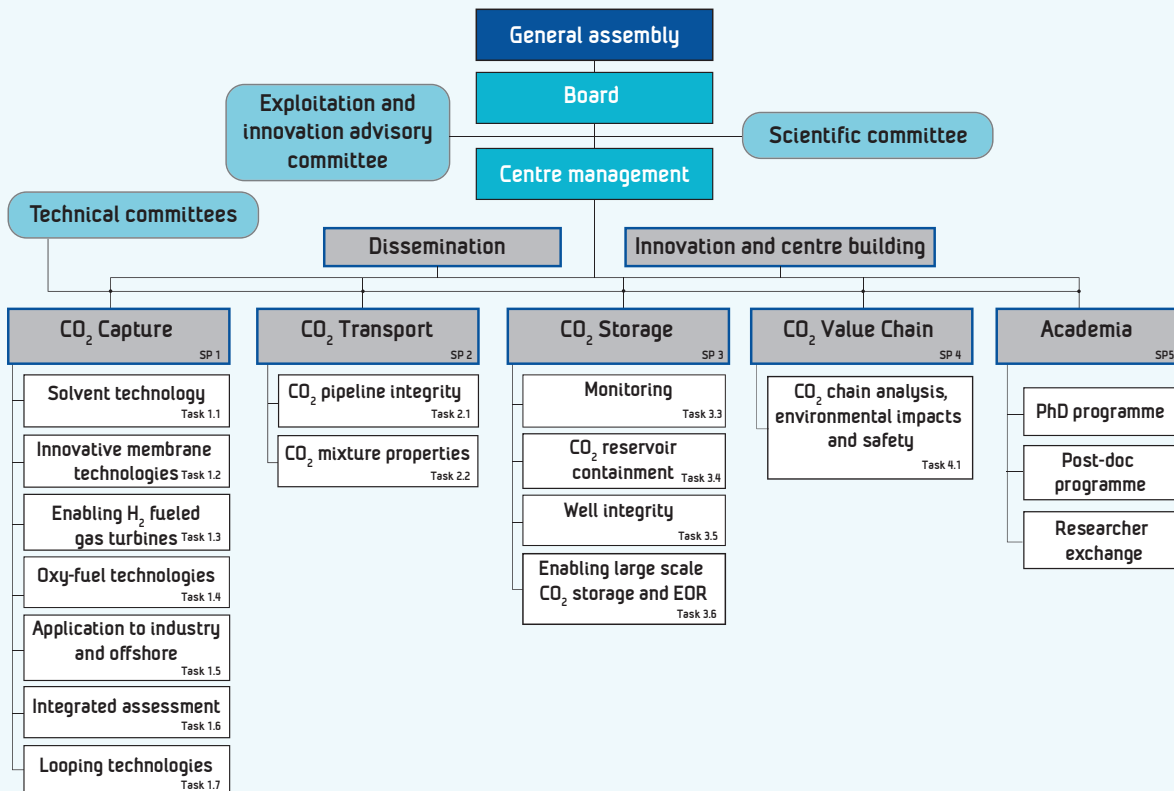 General assembly
Board
Exploitation and
innovation advisory
committee
Scientific committee
Centre management
Technical committees
Dissemination
Innovation and centre building
CO₂ Capture
SP 1
CO₂ Transport
SP 2
CO₂ Storage
SP 3
CO₂ Value Chain
SP 4
Academia
SP5
Solvent technology
Task 1.1
Innovative membrane
technologies Task 1.2
Enabling H₂ fueled
gas turbines Task 1.3
Oxy-fuel technologies
Task 1.4
Application to industry
and offshore
Task 1.5
Integrated assessment
Task 1.6
Looping technologies
Task 1.7
CO₂ pipeline integrity
Task 2.1
CO₂ mixture properties
Task 2.2
Monitoring
Task 3.3
CO₂ reservoir
containment Task 3.4
Well integrity
Task 3.5
Enabling large scale
CO₂ storage and EOR
Task 3.6
CO₂ chain analysis,
environmental impacts
and safety
Task 4.1
PhD programme
Post-doc
programme
Researcher
exchange